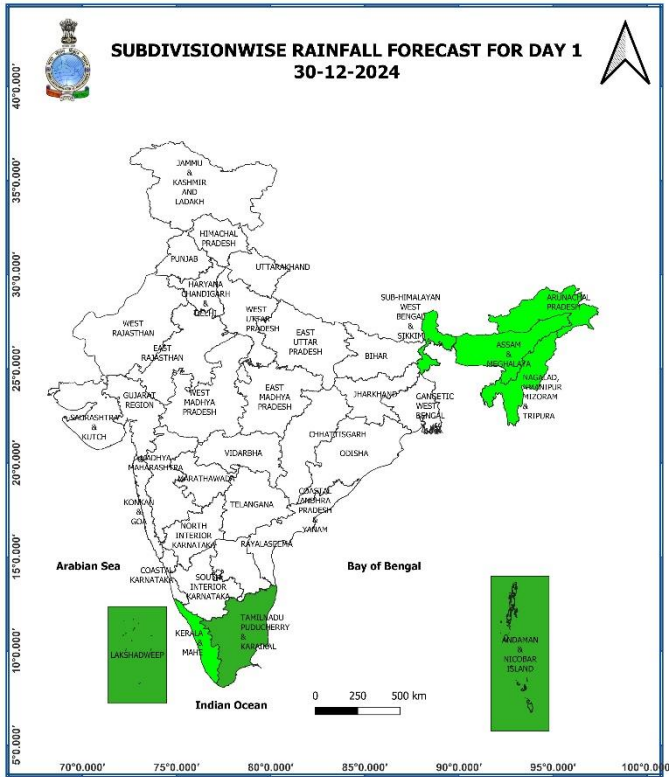 SUBDIVISIONWISE RAINFALL FORECAST FOR DAY 1
30-12-2024
40°0.000'
35°0.000'
30°0.000'
25°0.000'
20°0.000'
15°0.000'
10°0.000'
5°0.000'
JAMMU
&
KASHMIR
AND
LADAKH
HIMACHAL
PRADESH
PUNJAB
UTTARAKHAND
HARYANA
CHANDIGARH
&
DELHI
WEST
RAJASTHAN
EAST
RAJASTHAN
WEST
UTTAR
PRADESH
EAST
UTTAR
PRADESH
SUB-HIMALAYAN
WEST
BENGAL
&
SIKKIM
ARUNACHAL
PRADESH
ASSAM
&
MEGHALAYA
NAGALAD,
MANIPUR
MIZORAM
&
TRIPURA
BIHAR
GUJARAT
REGION
SAURASHTRA
&
KUTCH
WEST
MADHYA
PRADESH
EAST
MADHYA
PRADESH
JHARKHAND
GANGETIC
WEST
BENGAL
CHHATTISGARH
ODISHA
MADHYA
MAHARASHTRA
VIDARBHA
MARATHAWADA
KONKAN
&
GOA
TELANGANA
COASTAL
ANDHRA
PRADESH
&
YANAM
NORTH
INTERIOR
KARNATAKA
RAYALASEEMA
COASTAL
KARNATAKA
SOUTH
INTERIOR
KARNATAKA
Arabian Sea
Bay of Bengal
LAKSHADWEEP
KERALA
&
MAHE
TAMILNADU
PUDUCHERRY
&
KARAIKAL
ANDAMAN
&
NICOBAR
ISLAND
Indian Ocean
0 250 500 km
70°0.000' 75°0.000' 80°0.000' 85°0.000' 90°0.000' 95°0.000' 100°0.000'